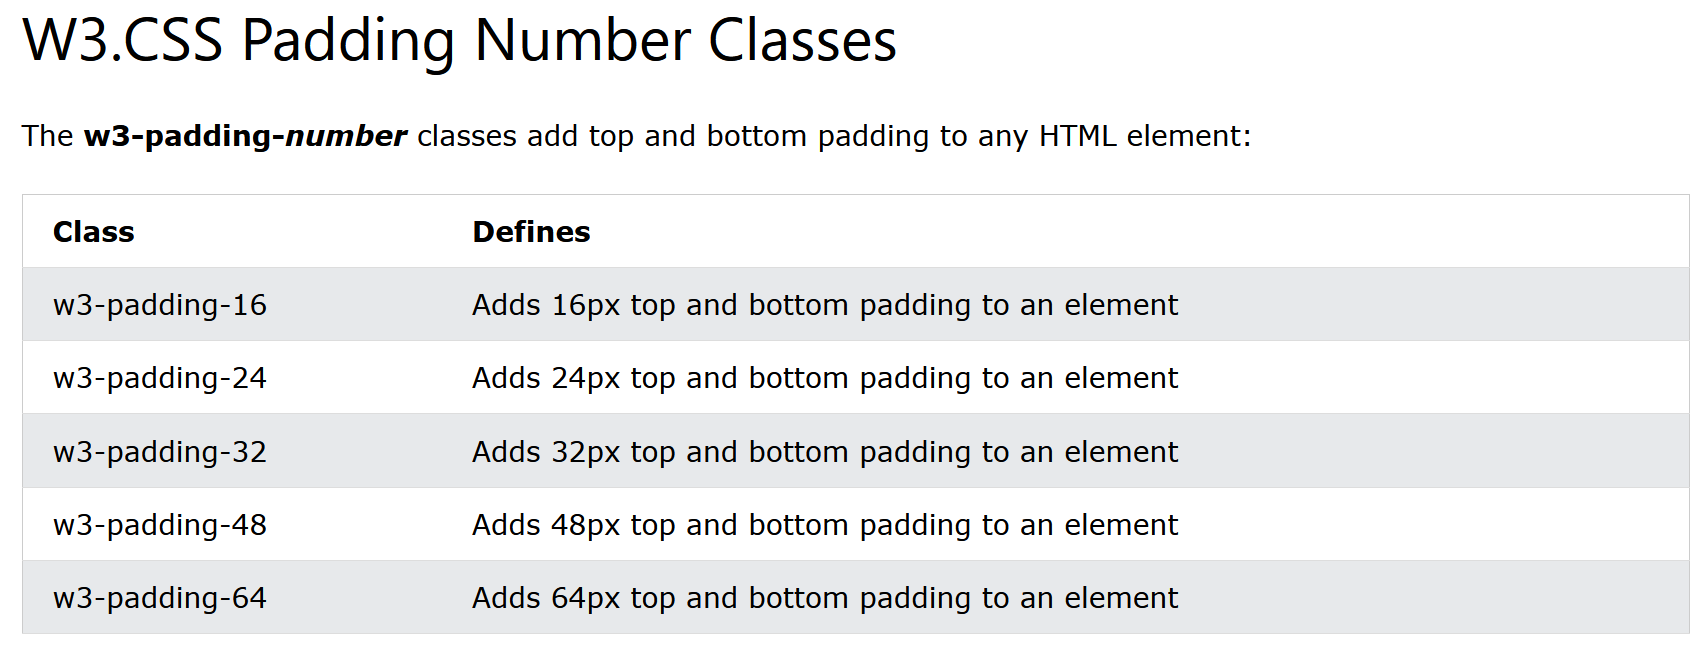 W3.CSS Padding Number Classes
The w3-padding-number classes add top and bottom padding to any HTML element:
Class Defines
w3-padding-16 Adds 16px top and bottom padding to an element
w3-padding-24 Adds 24px top and bottom padding to an element
w3-padding-32 Adds 32px top and bottom padding to an element
w3-padding-48 Adds 48px top and bottom padding to an element
w3-padding-64 Adds 64px top and bottom padding to an element